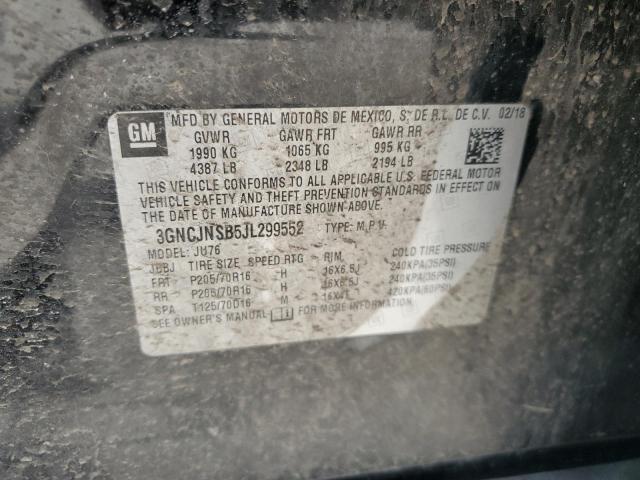 MFD BY GENERAL MOTORS DE MEXICO, S. DE R.L. DE C.V. 02/18
GM
GVWR GAWR FRT GAWR RR
1990 KG 1065 KG 995 KG
4387 LB 2348 LB 2194 LB
THIS VEHICLE CONFORMS TO ALL APPLICABLE U.S. FEDERAL MOTOR
VEHICLE SAFETY AND THEFT PREVENTION STANDARDS IN EFFECT ON
THE DATE OF MANUFACTURE SHOWN ABOVE.
3GNCJNSB5JL299552 TYPE: M.P.V.
MODEL: JU76
JBBJ TIRE SIZE SPEED RTG RIM COLD TIRE PRESSURE
FRT P205/70R16 H 16X6.5J 240KPA(35PSI)
RR P205/70R16 H 16X6.5J 240KPA(35PSI)
SPA T125/70D16 M 16X4T 420KPA(60PSI)
SEE OWNER'S MANUAL FOR MORE INFORMATION